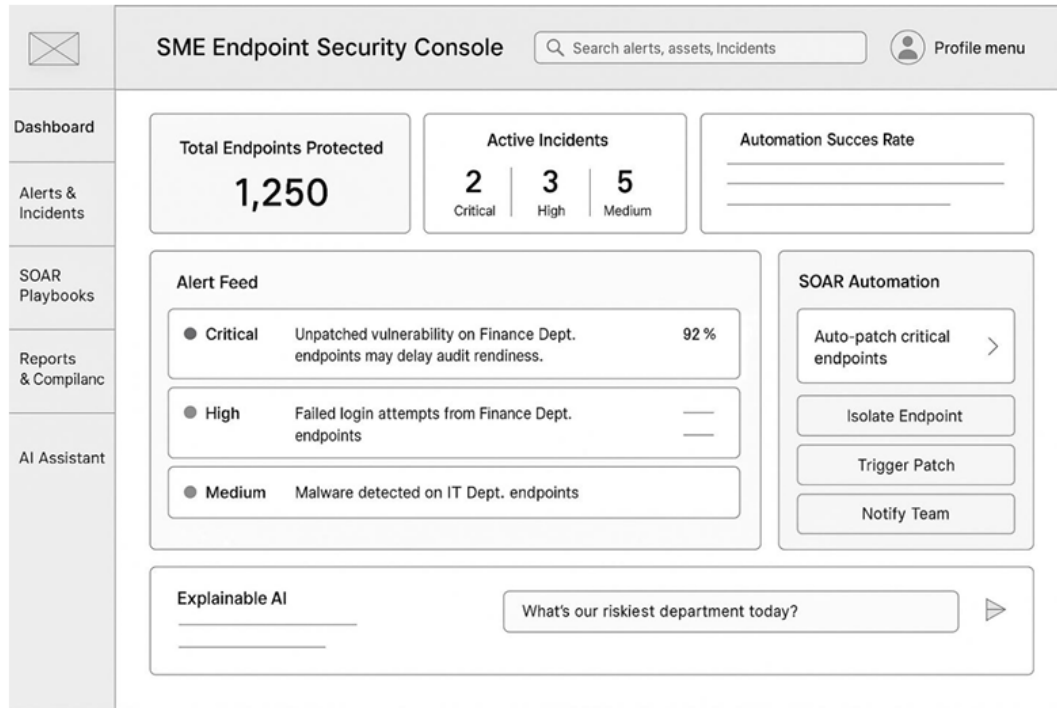 SME Endpoint Security Console
Search alerts, assets, Incidents
Profile menu
Dashboard
Alerts &
Incidents
SOAR
Playbooks
Reports
& Compilanc
AI Assistant
Total Endpoints Protected
1,250
Active Incidents
2
Critical
3
High
5
Medium
Automation Succes Rate
Alert Feed
Critical
Unpatched vulnerability on Finance Dept.
endpoints may delay audit rendiness.
92 %
High
Failed login attempts from Finance Dept.
endpoints
Medium
Malware detected on IT Dept. endpoints
SOAR Automation
Auto-patch critical
endpoints
Isolate Endpoint
Trigger Patch
Notify Team
Explainable AI
What's our riskiest department today?